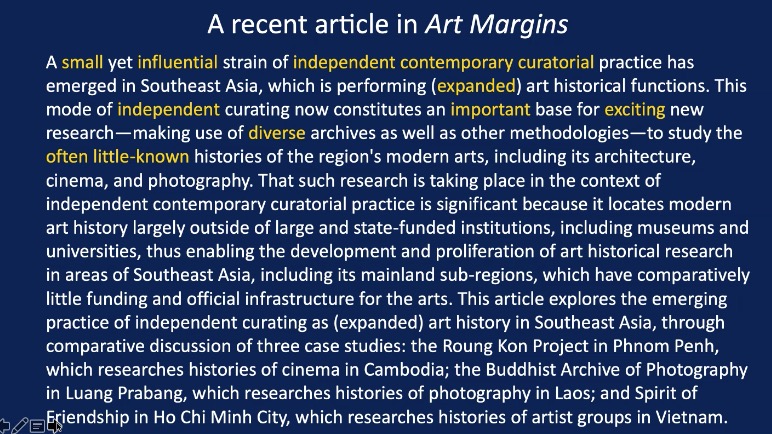 A recent article in Art Margins
A small yet influential strain of independent contemporary curatorial practice has
emerged in Southeast Asia, which is performing (expanded) art historical functions. This
mode of independent curating now constitutes an important base for exciting new
research—making use of diverse archives as well as other methodologies—to study the
often little-known histories of the region's modern arts, including its architecture,
cinema, and photography. That such research is taking place in the context of
independent contemporary curatorial practice is significant because it locates modern
art history largely outside of large and state-funded institutions, including museums and
universities, thus enabling the development and proliferation of art historical research
in areas of Southeast Asia, including its mainland sub-regions, which have comparatively
little funding and official infrastructure for the arts. This article explores the emerging
practice of independent curating as (expanded) art history in Southeast Asia, through
comparative discussion of three case studies: the Roung Kon Project in Phnom Penh,
which researches histories of cinema in Cambodia; the Buddhist Archive of Photography
in Luang Prabang, which researches histories of photography in Laos; and Spirit of
Friendship in Ho Chi Minh City, which researches histories of artist groups in Vietnam.